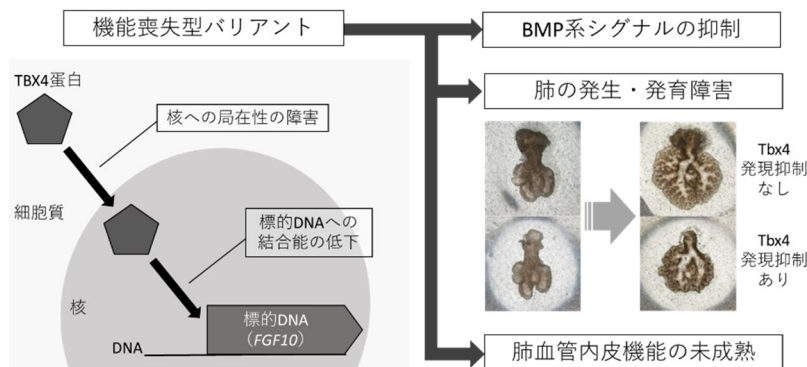 機能喪失型バリアント
TBX4蛋白
核への局在性の障害
細胞質
標的DNAへの
結合能の低下
核
標的DNA
（FGF10）
DNA
BMP系シグナルの抑制
肺の発生・発育障害
Tbx4
発現抑制
なし
Tbx4
発現抑制
あり
肺血管内皮機能の未成熟